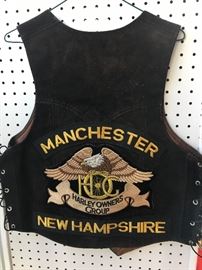 MANCHESTER
HOG
HARLEY OWNERS
GROUP
NEW HAMPSHIRE